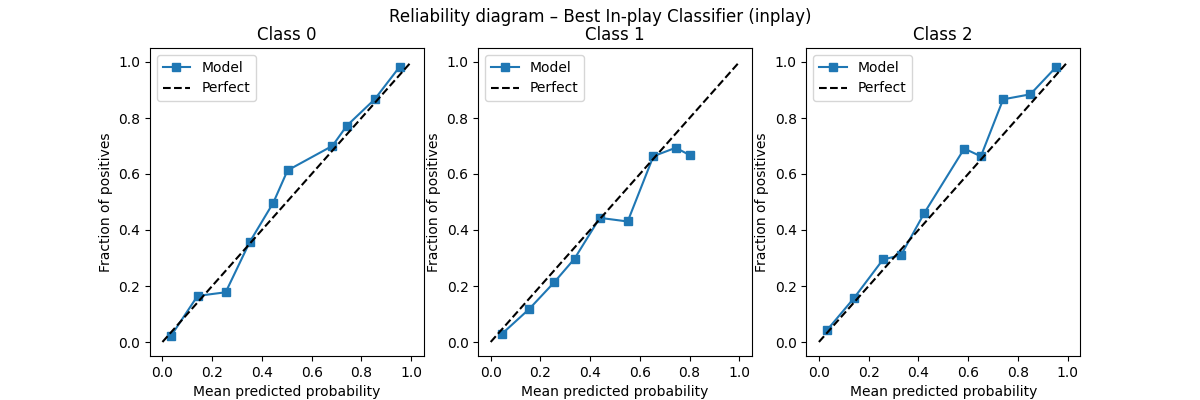 Reliability diagram – Best In-play Classifier (inplay)
Class 0
Class 1
Class 2
Model
Perfect
Model
Perfect
Model
Perfect
Fraction of positives
1.0
0.8
0.6
0.4
0.2
0.0
Fraction of positives
1.0
0.8
0.6
0.4
0.2
0.0
Fraction of positives
1.0
0.8
0.6
0.4
0.2
0.0
0.0 0.2 0.4 0.6 0.8 1.0
0.0 0.2 0.4 0.6 0.8 1.0
0.0 0.2 0.4 0.6 0.8 1.0
Mean predicted probability
Mean predicted probability
Mean predicted probability